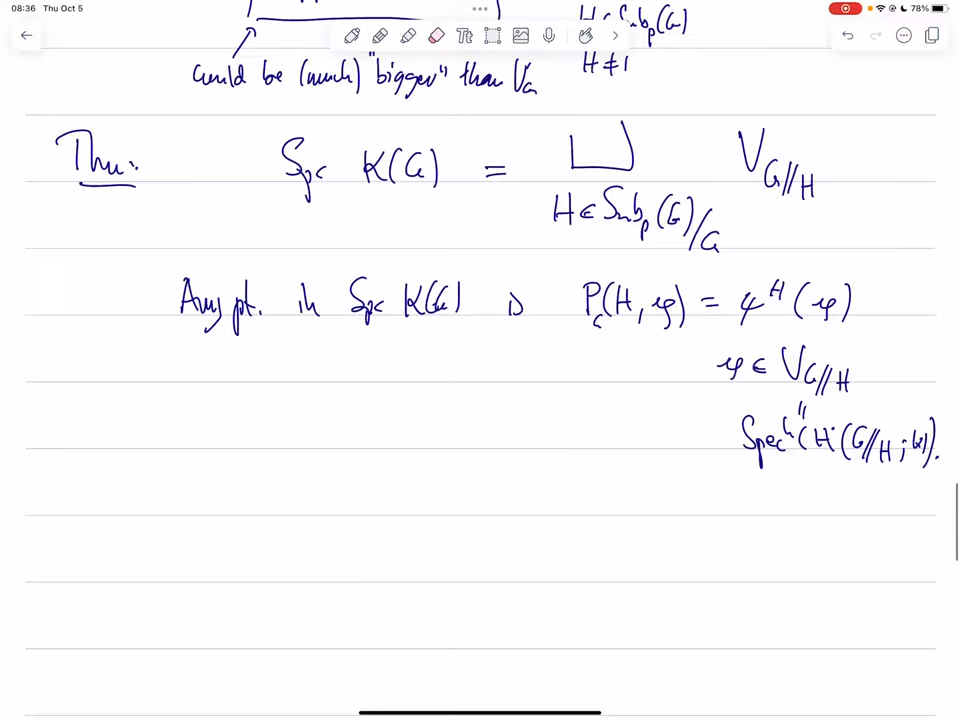 08:36 Thu Oct 5
78%
Tt
H ∈ Sub_p(G)
could be (much) "bigger" than V_G
H ≠ 1
Thm: Spc K(G) = ⊔ V_{G//H}
H ∈ Sub_p(G)/G
Any pt. in Spc K(G) is P_G(H, 𝔭) = ψ^H(𝔭)
𝔭 ∈ V_{G//H}
"
Spec^h(H^•(G//H; k)).